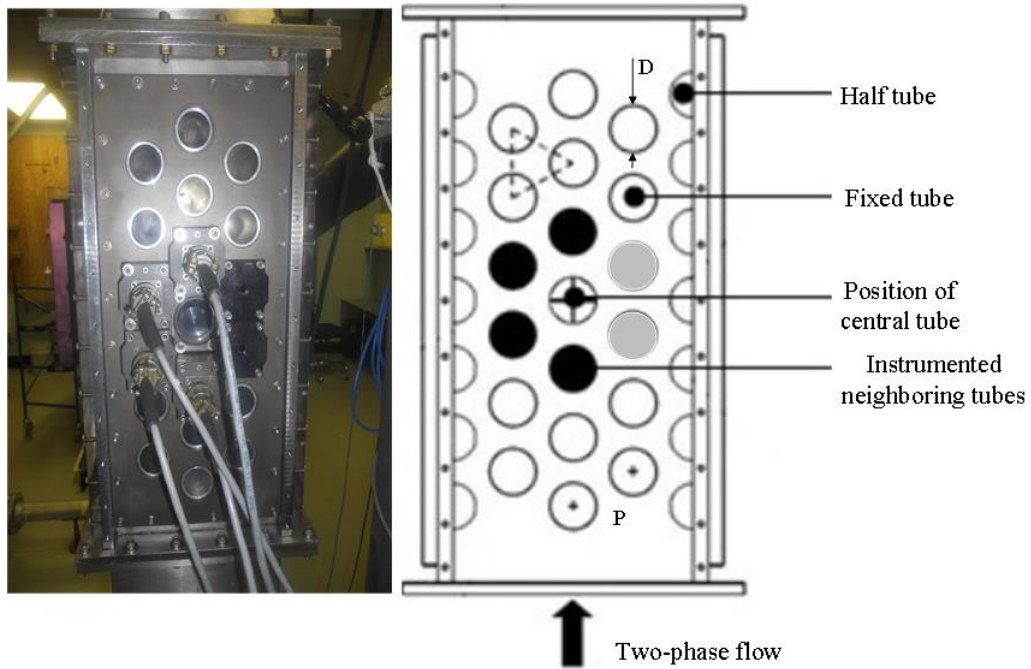 D
Half tube
Fixed tube
Position of
central tube
Instrumented
neighboring tubes
P
Two-phase flow